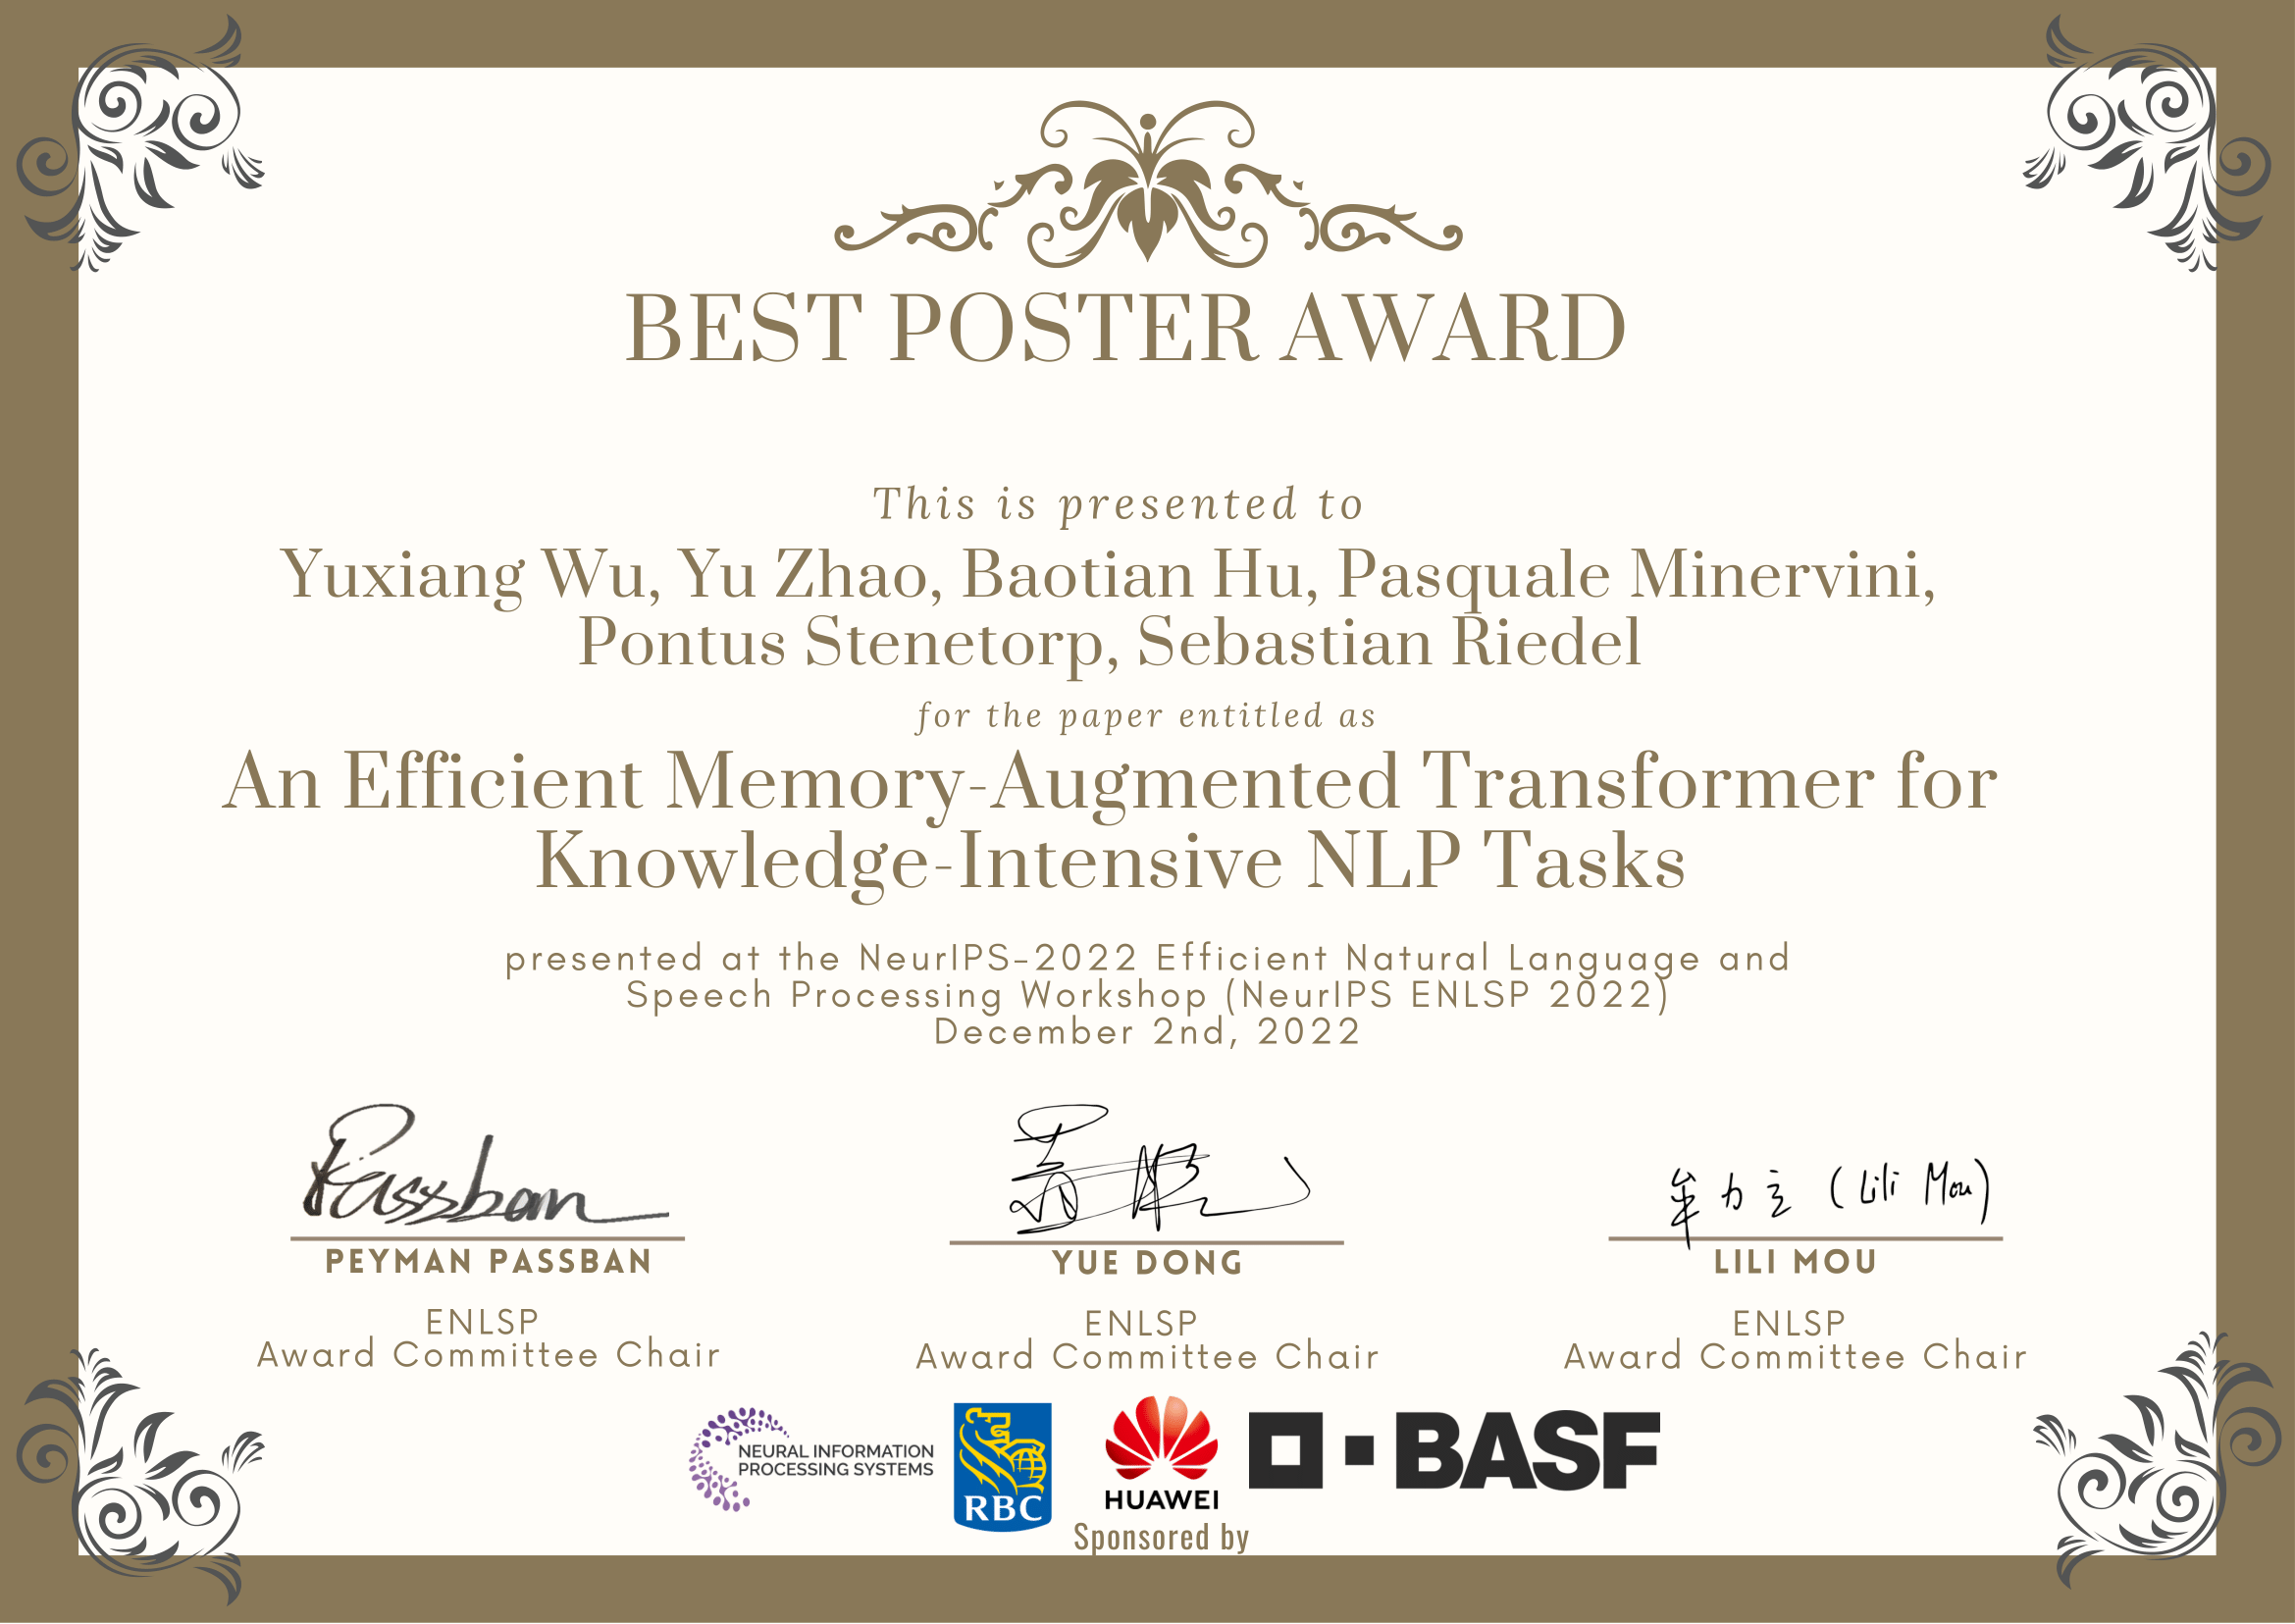 BEST POSTER AWARD
This is presented to
Yuxiang Wu, Yu Zhao, Baotian Hu, Pasquale Minervini,
Pontus Stenetorp, Sebastian Riedel
for the paper entitled as
An Efficient Memory-Augmented Transformer for
Knowledge-Intensive NLP Tasks
presented at the NeurIPS-2022 Efficient Natural Language and
Speech Processing Workshop (NeurIPS ENLSP 2022)
December 2nd, 2022
Passban
牟力立 (Lili Mou)
PEYMAN PASSBAN
YUE DONG
LILI MOU
ENLSP
Award Committee Chair
ENLSP
Award Committee Chair
ENLSP
Award Committee Chair
NEURAL INFORMATION
PROCESSING SYSTEMS
RBC
HUAWEI
BASF
Sponsored by